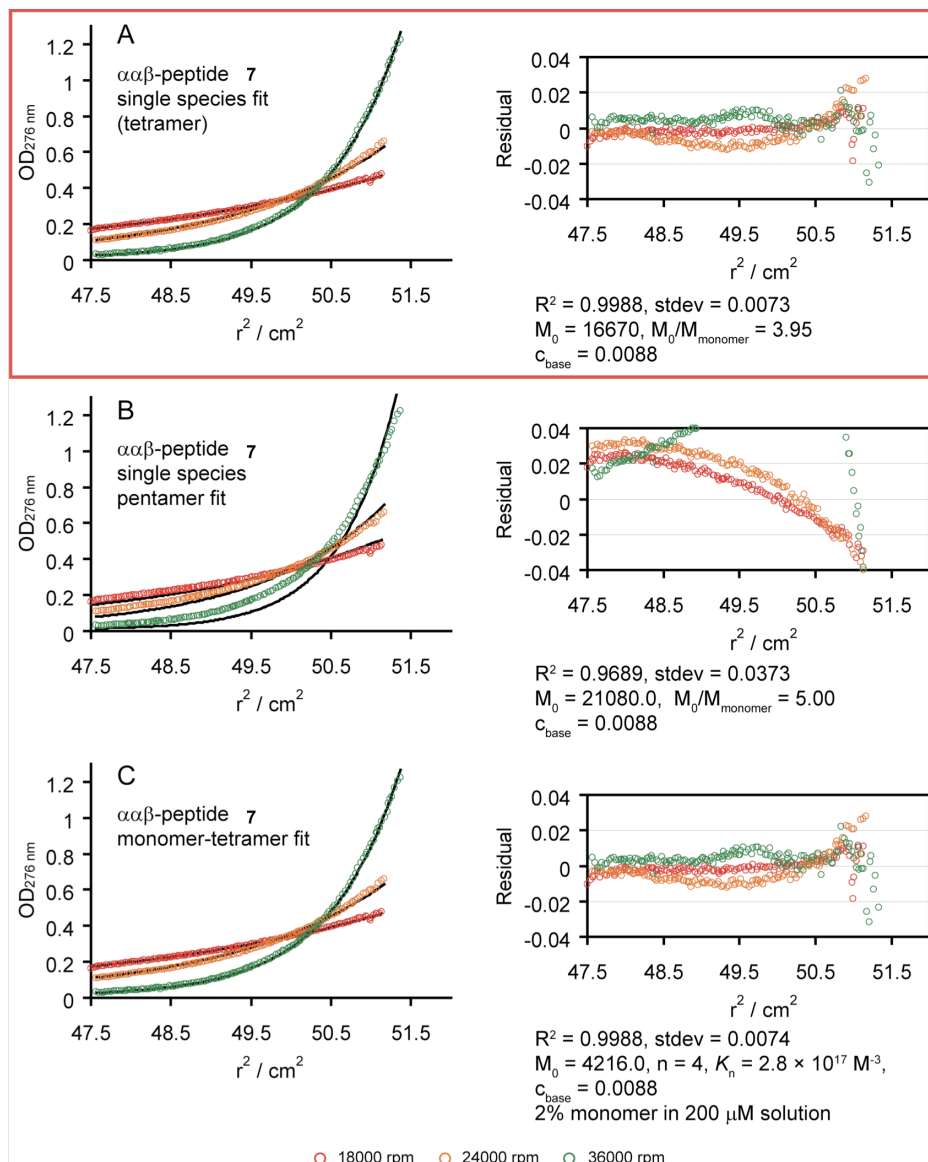 A
ααβ-peptide 7
single species fit
(tetramer)
OD276 nm
1.2
1
0.8
0.6
0.4
0.2
0
47.5 48.5 49.5 50.5 51.5
r² / cm²
Residual
0.04
0.02
0
-0.02
-0.04
47.5 48.5 49.5 50.5 51.5
r² / cm²
R² = 0.9988, stdev = 0.0073
M₀ = 16670, M₀/Mmonomer = 3.95
cbase = 0.0088
B
ααβ-peptide 7
single species
pentamer fit
OD276 nm
1.2
1
0.8
0.6
0.4
0.2
0
47.5 48.5 49.5 50.5 51.5
r² / cm²
Residual
0.04
0.02
0
-0.02
-0.04
47.5 48.5 49.5 50.5 51.5
r² / cm²
R² = 0.9689, stdev = 0.0373
M₀ = 21080.0, M₀/Mmonomer = 5.00
cbase = 0.0088
C
ααβ-peptide 7
monomer-tetramer fit
OD276 nm
1.2
1
0.8
0.6
0.4
0.2
0
47.5 48.5 49.5 50.5 51.5
r² / cm²
Residual
0.04
0.02
0
-0.02
-0.04
47.5 48.5 49.5 50.5 51.5
r² / cm²
R² = 0.9988, stdev = 0.0074
M₀ = 4216.0, n = 4, Kₙ = 2.8 × 10¹⁷ M⁻³,
cbase = 0.0088
2% monomer in 200 μM solution
18000 rpm 24000 rpm 36000 rpm